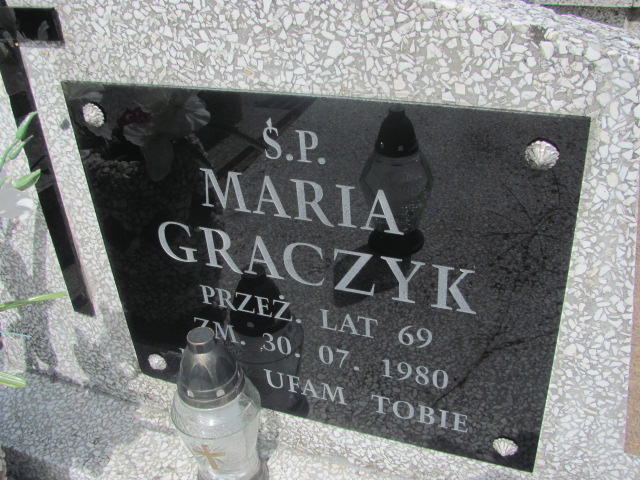 Ś.P.
MARIA
GRACZYK
PRZEŻ. LAT 69
ZM. 30. 07. 1980
UFAM TOBIE